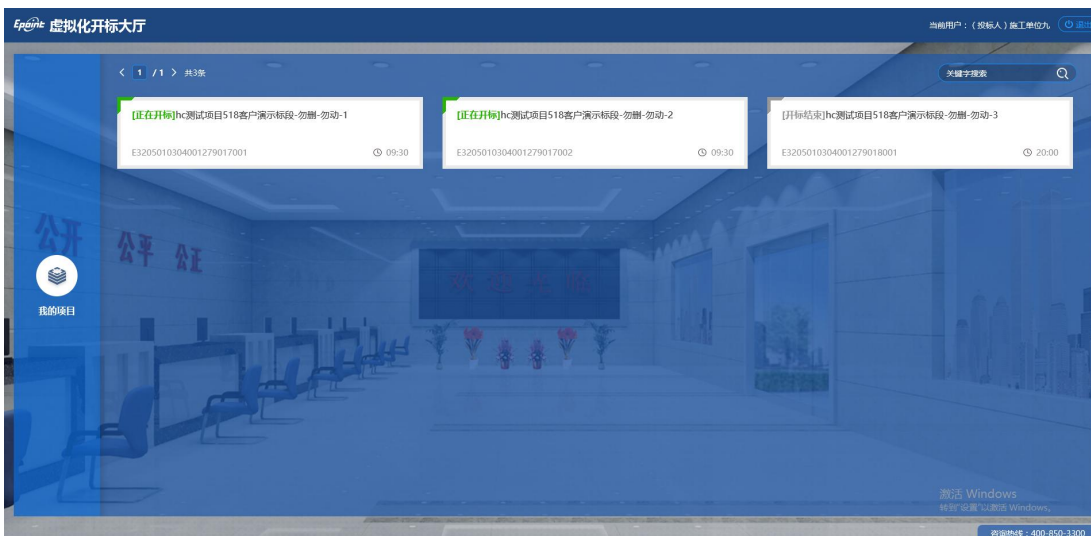 Epoint 虚拟化开标大厅
当前用户：（投标人）施工单位九 退出
1 / 1 共3条
关键字搜索
[正在开标]hc测试项目518客户演示标段-勿删-勿动-1
E3205010304001279017001 09:30
[正在开标]hc测试项目518客户演示标段-勿删-勿动-2
E3205010304001279017002 09:30
[开标结束]hc测试项目518客户演示标段-勿删-勿动-3
E3205010304001279018001 20:00
公开 公平 公正
欢迎光临
我的项目
激活 Windows
转到"设置"以激活 Windows。
咨询热线：400-850-3300